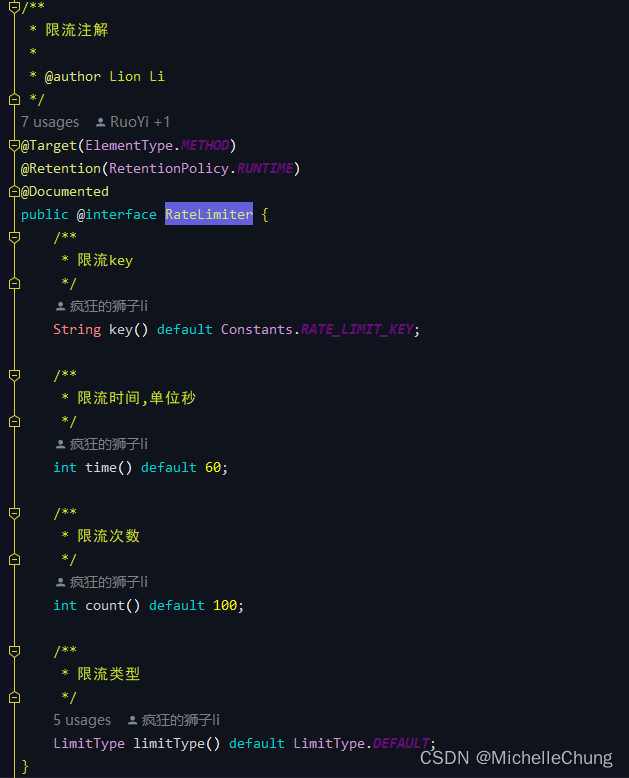 /**
 * 限流注解
 *
 * @author Lion Li
 */
7 usages RuoYi +1
@Target(ElementType.METHOD)
@Retention(RetentionPolicy.RUNTIME)
@Documented
public @interface RateLimiter {
    /**
     * 限流key
     */
    疯狂的狮子li
    String key() default Constants.RATE_LIMIT_KEY;

    /**
     * 限流时间,单位秒
     */
    疯狂的狮子li
    int time() default 60;

    /**
     * 限流次数
     */
    疯狂的狮子li
    int count() default 100;

    /**
     * 限流类型
     */
    5 usages 疯狂的狮子li
    LimitType limitType() default LimitType.DEFAULT;
}
CSDN @MichelleChung